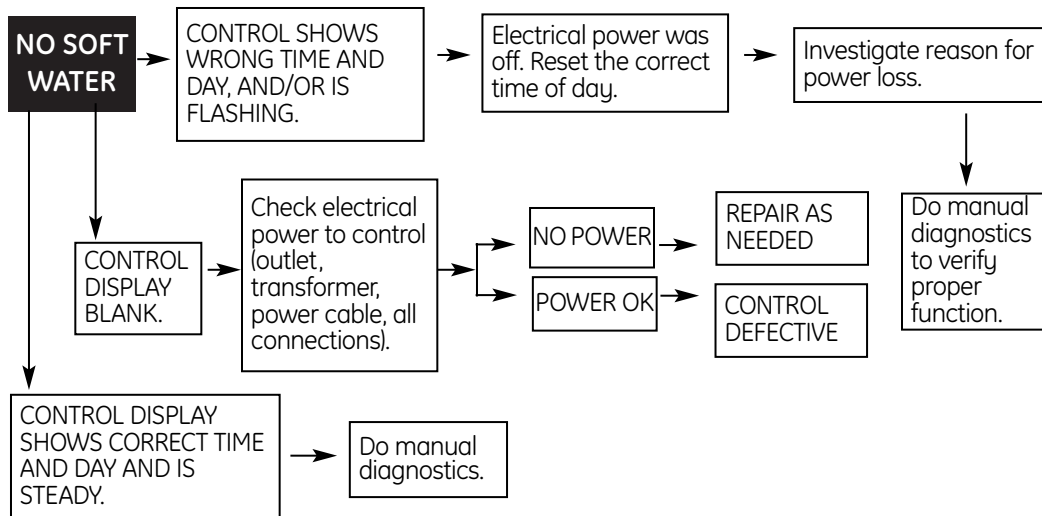 NO SOFT
WATER
CONTROL SHOWS
WRONG TIME AND
DAY, AND/OR IS
FLASHING.
Electrical power was
off. Reset the correct
time of day.
Investigate reason for
power loss.
Do manual
diagnostics
to verify
proper
function.
CONTROL
DISPLAY
BLANK.
Check electrical
power to control
(outlet,
transformer,
power cable, all
connections).
NO POWER
REPAIR AS
NEEDED
POWER OK
CONTROL
DEFECTIVE
CONTROL DISPLAY
SHOWS CORRECT TIME
AND DAY AND IS
STEADY.
Do manual
diagnostics.